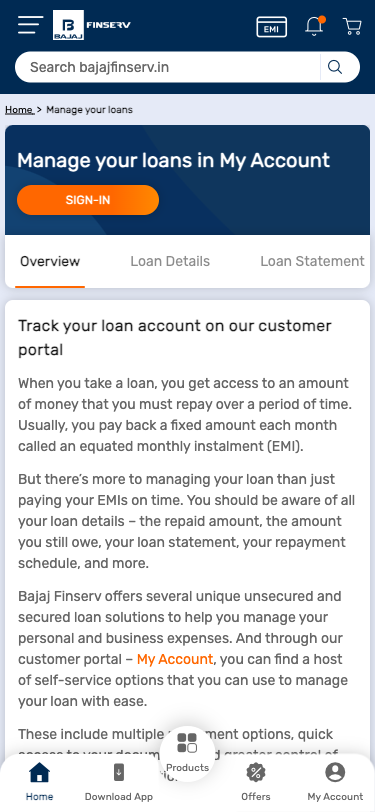 B
BAJAJ
FINSERV
EMI
Search bajajfinserv.in
Home > Manage your loans
Manage your loans in My Account
SIGN-IN
Overview Loan Details Loan Statement
Track your loan account on our customer
portal
When you take a loan, you get access to an amount
of money that you must repay over a period of time.
Usually, you pay back a fixed amount each month
called an equated monthly instalment (EMI).
But there’s more to managing your loan than just
paying your EMIs on time. You should be aware of all
your loan details – the repaid amount, the amount
you still owe, your loan statement, your repayment
schedule, and more.
Bajaj Finserv offers several unique unsecured and
secured loan solutions to help you manage your
personal and business expenses. And through our
customer portal – My Account, you can find a host
of self-service options that you can use to manage
your loan with ease.
These include multiple options, quick
Products
Home Download App Offers My Account